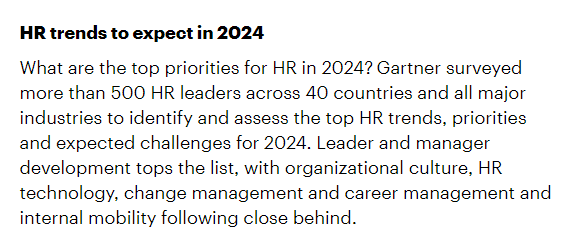 HR trends to expect in 2024
What are the top priorities for HR in 2024? Gartner surveyed
more than 500 HR leaders across 40 countries and all major
industries to identify and assess the top HR trends, priorities
and expected challenges for 2024. Leader and manager
development tops the list, with organizational culture, HR
technology, change management and career management and
internal mobility following close behind.